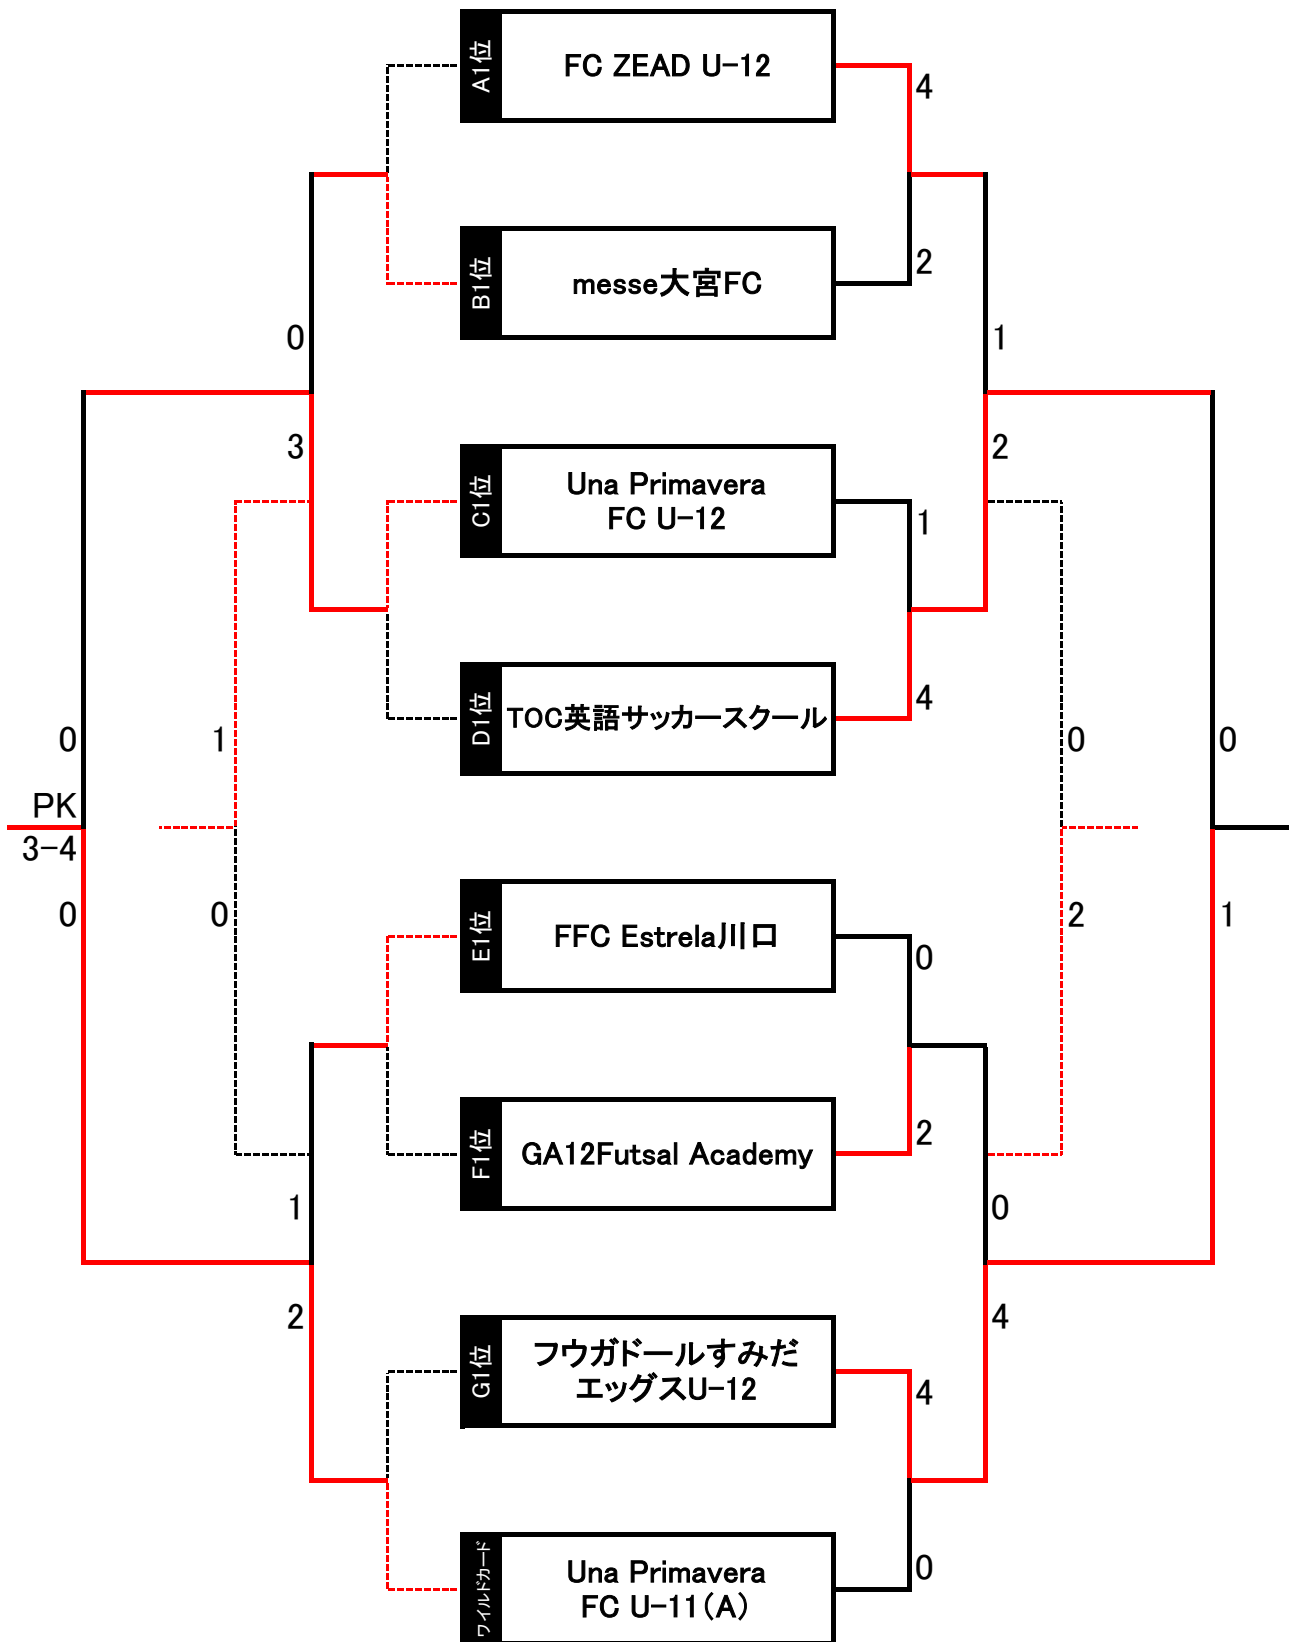 A1位
FC ZEAD U-12
4
B1位
messe大宮FC
2
0
1
3
2
C1位
Una Primavera
FC U-12
1
D1位
TOC英語サッカースクール
4
0
1
0
0
PK
3-4
0
0
2
1
E1位
FFC Estrela川口
0
F1位
GA12Futsal Academy
2
1
0
2
4
G1位
フウガドールすみだ
エッグスU-12
4
ワイルドカード
Una Primavera
FC U-11(A)
0